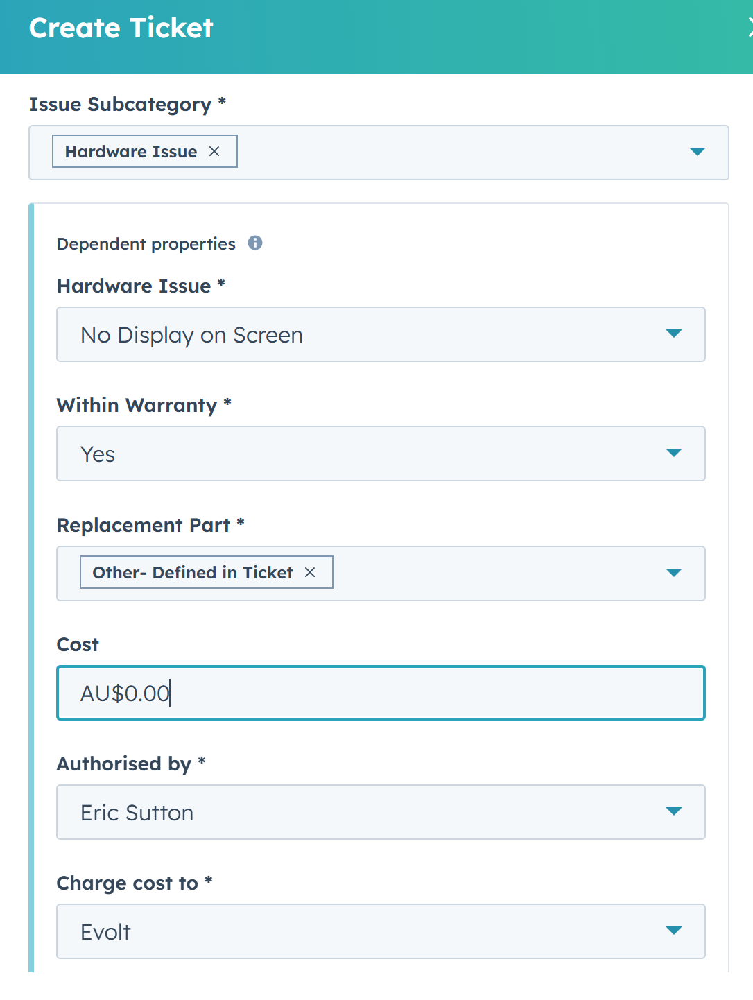 Create Ticket
Issue Subcategory *
Hardware Issue ×
Dependent properties
Hardware Issue *
No Display on Screen
Within Warranty *
Yes
Replacement Part *
Other- Defined in Ticket ×
Cost
AU$0.00
Authorised by *
Eric Sutton
Charge cost to *
Evolt